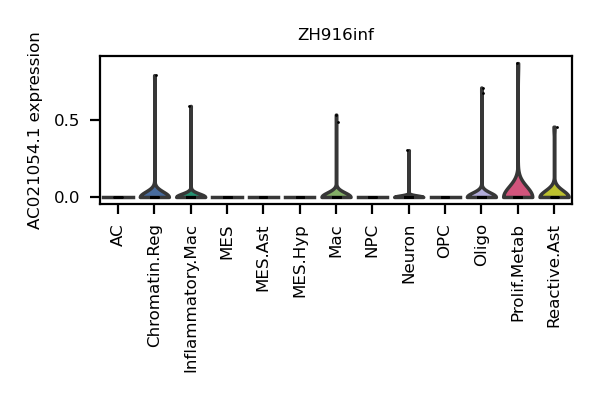 ZH916inf
AC021054.1 expression
0.5
0.0
AC
Chromatin.Reg
Inflammatory.Mac
MES
MES.Ast
MES.Hyp
Mac
NPC
Neuron
OPC
Oligo
Prolif.Metab
Reactive.Ast